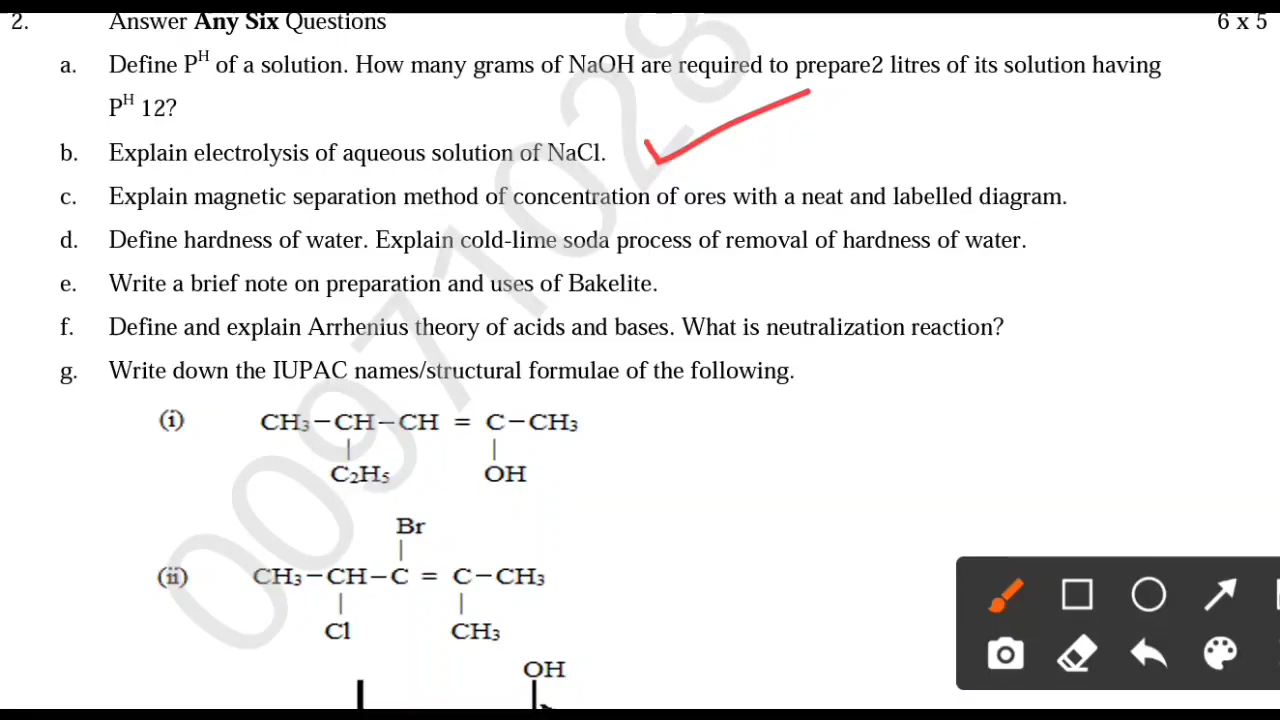 2. Answer Any Six Questions 6 x 5
a. Define P^H of a solution. How many grams of NaOH are required to prepare2 litres of its solution having
P^H 12?
b. Explain electrolysis of aqueous solution of NaCl.
c. Explain magnetic separation method of concentration of ores with a neat and labelled diagram.
d. Define hardness of water. Explain cold-lime soda process of removal of hardness of water.
e. Write a brief note on preparation and uses of Bakelite.
f. Define and explain Arrhenius theory of acids and bases. What is neutralization reaction?
g. Write down the IUPAC names/structural formulae of the following.
(i) CH₃−CH−CH = C−CH₃
| |
C₂H₅ OH
Br
|
(ii) CH₃−CH−C = C−CH₃
| |
Cl CH₃
OH
00971028